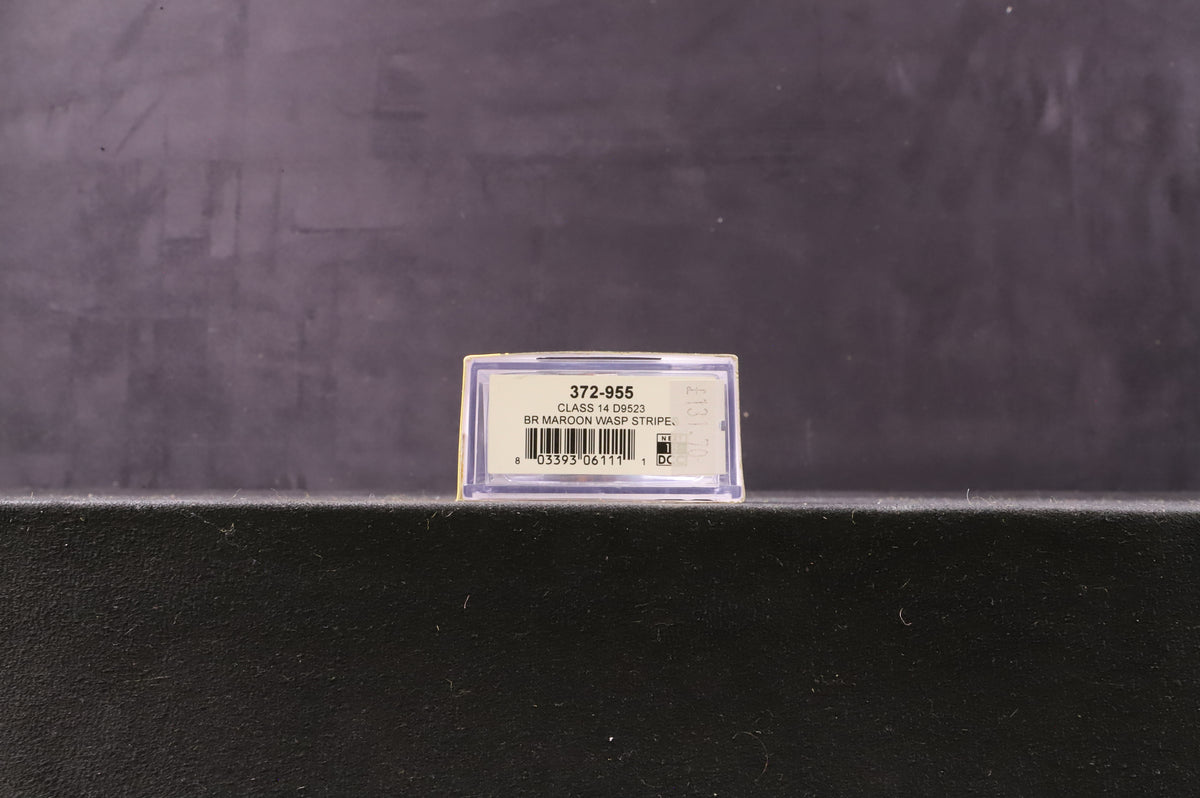 372-955
CLASS 14 D9523
BR MAROON WASP STRIPES
8 03393 06111 1